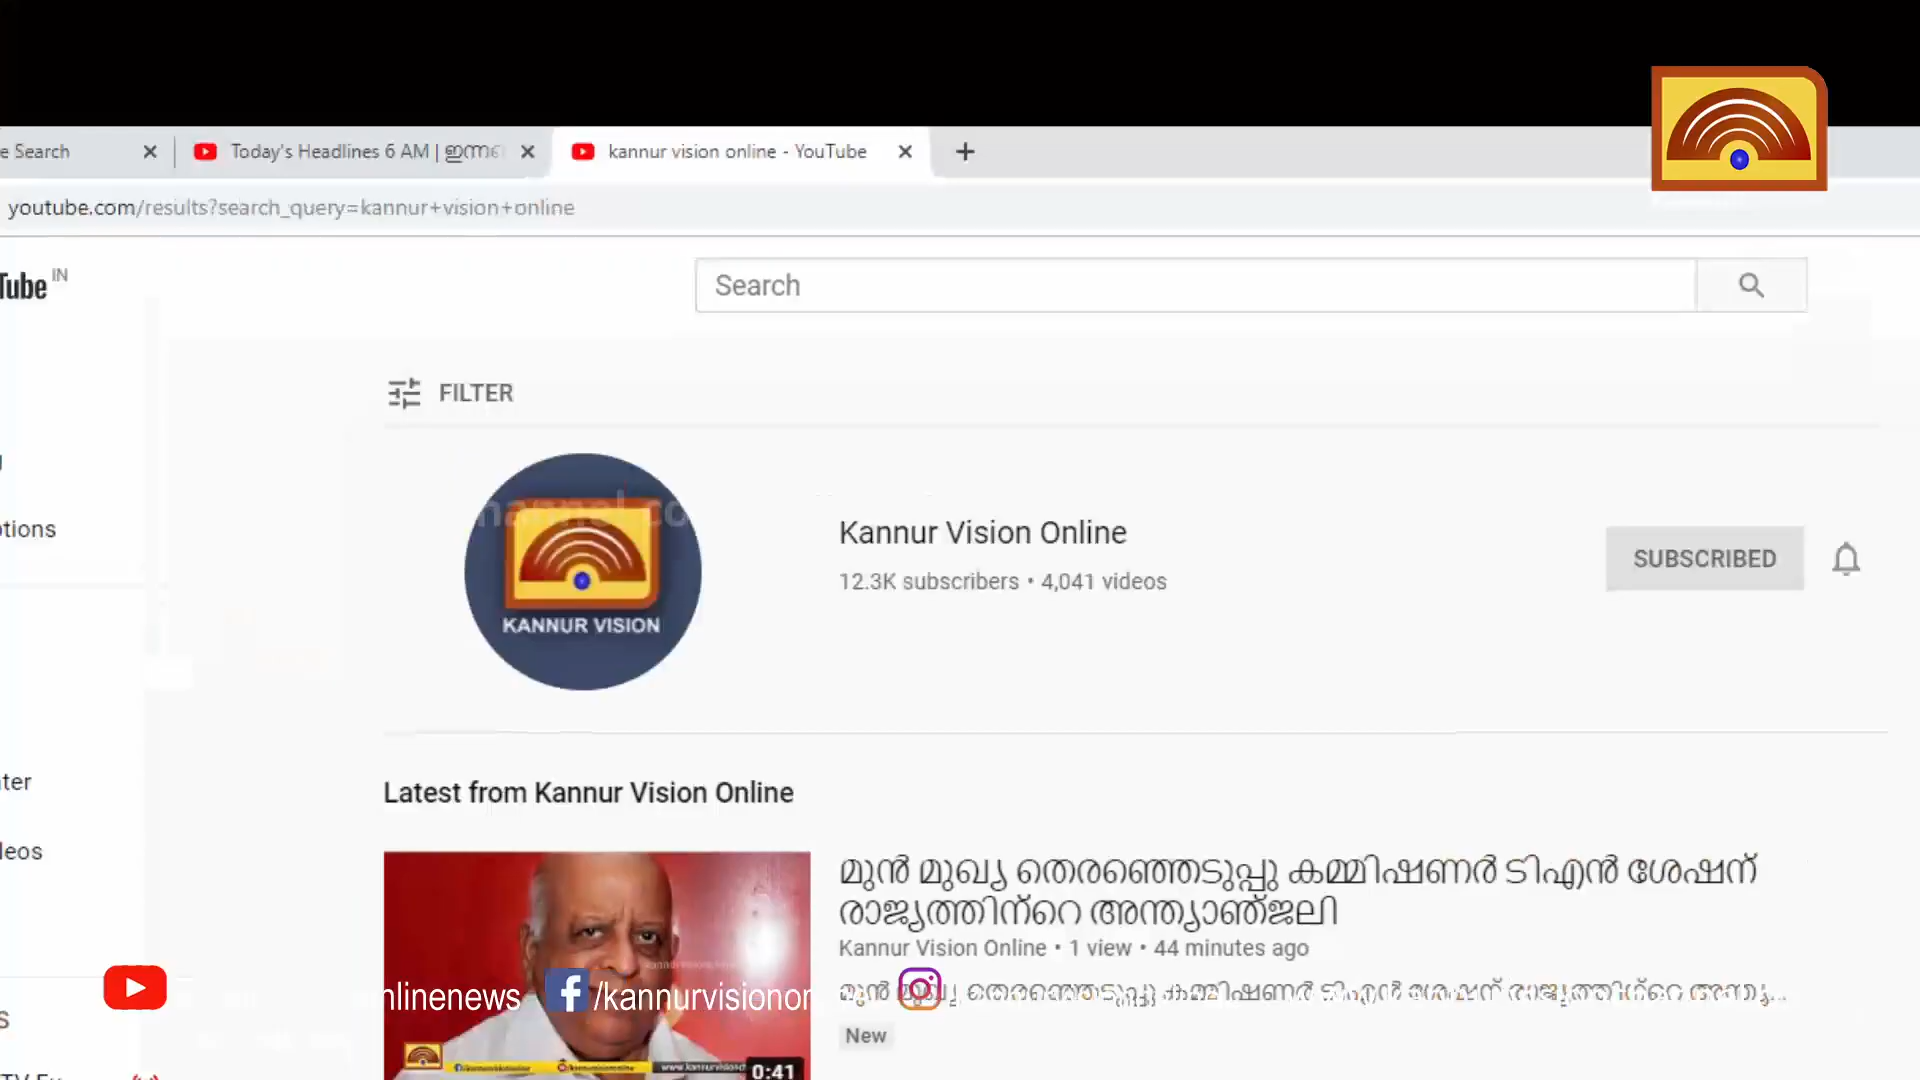 e Search
Today's Headlines 6 AM | ഇന്നത
kannur vision online - YouTube
youtube.com/results?search_query=kannur+vision+online
Tube IN
Search
FILTER
KANNUR VISION
Kannur Vision Online
12.3K subscribers • 4,041 videos
SUBSCRIBED
tions
ter
Latest from Kannur Vision Online
leos
മുൻ മുഖ്യ തെരഞ്ഞെടുപ്പു കമ്മിഷണർ ടിഎൻ ശേഷന്
രാജ്യത്തിന്റെ അന്ത്യാഞ്ജലി
Kannur Vision Online • 1 view • 44 minutes ago
nlinenews
/kannurvisionon
New
0:41